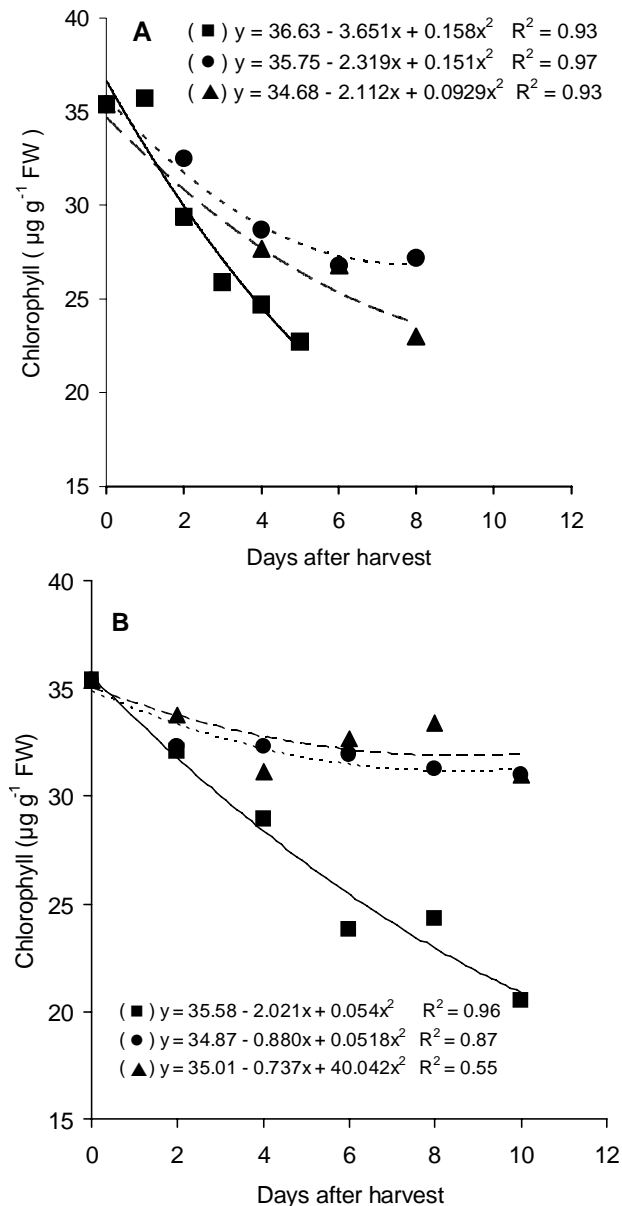 A
( ■ ) y = 36.63 - 3.651x + 0.158x² R² = 0.93
( ● ) y = 35.75 - 2.319x + 0.151x² R² = 0.97
( ▲ ) y = 34.68 - 2.112x + 0.0929x² R² = 0.93
Chlorophyll ( µg g⁻¹ FW )
40
35
30
25
20
15
0 2 4 6 8 10 12
Days after harvest
B
Chlorophyll (µg g⁻¹ FW)
40
35
30
25
20
15
( ■ ) y = 35.58 - 2.021x + 0.054x² R² = 0.96
( ● ) y = 34.87 - 0.880x + 0.0518x² R² = 0.87
( ▲ ) y = 35.01 - 0.737x + 40.042x² R² = 0.55
0 2 4 6 8 10 12
Days after harvest